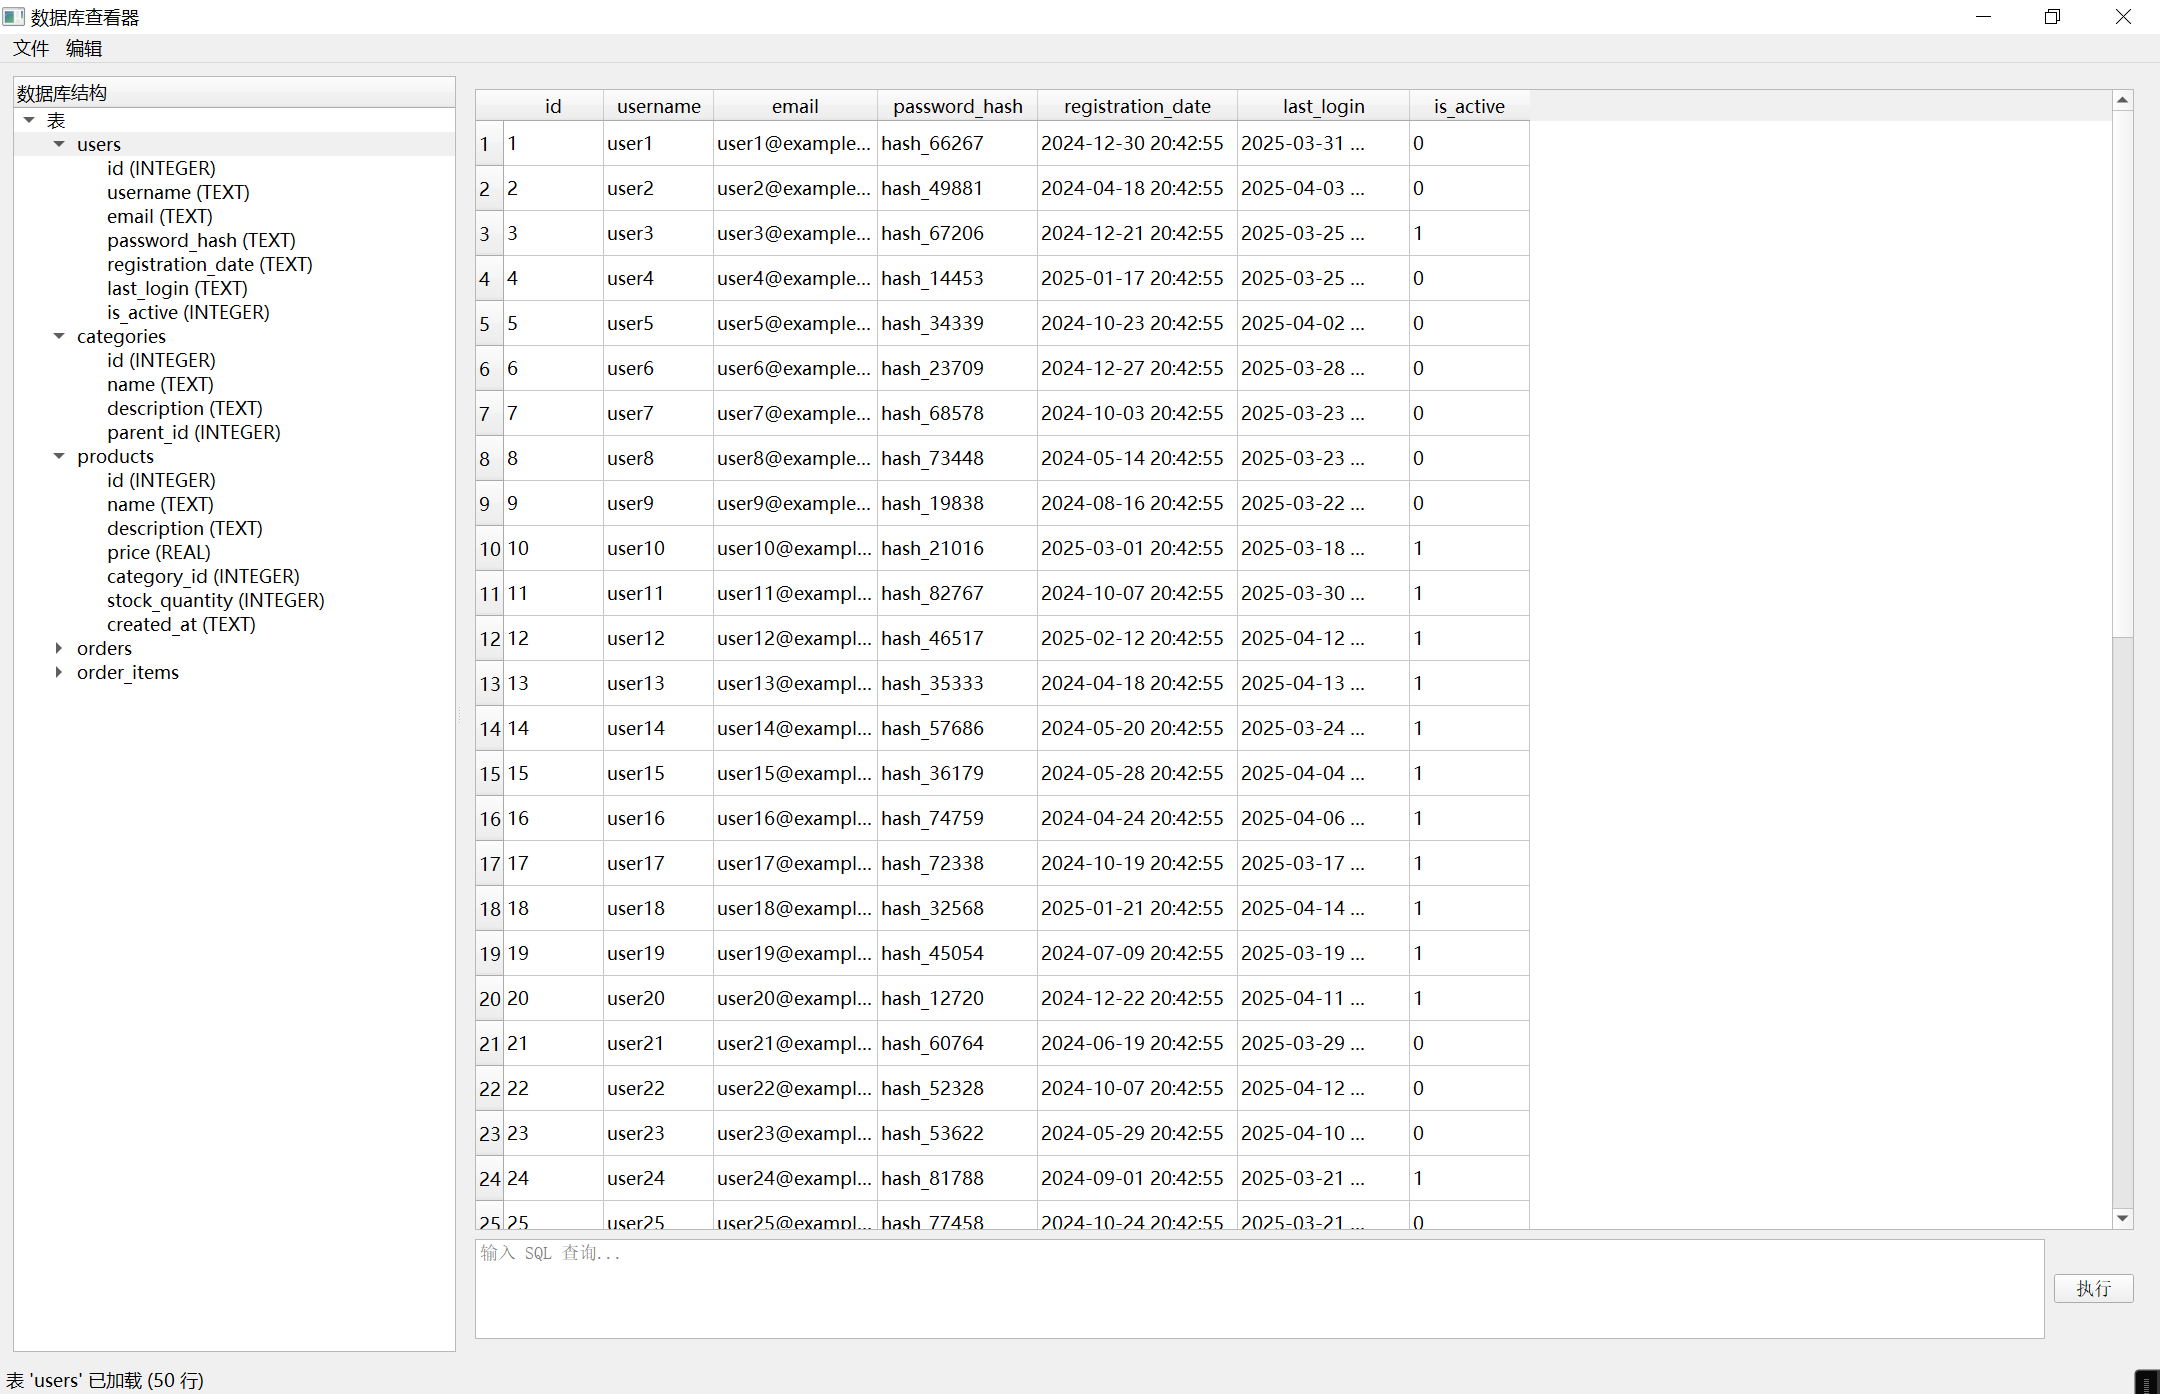 数据库查看器
文件 编辑
数据库结构
表
users
id (INTEGER)
username (TEXT)
email (TEXT)
password_hash (TEXT)
registration_date (TEXT)
last_login (TEXT)
is_active (INTEGER)
categories
id (INTEGER)
name (TEXT)
description (TEXT)
parent_id (INTEGER)
products
id (INTEGER)
name (TEXT)
description (TEXT)
price (REAL)
category_id (INTEGER)
stock_quantity (INTEGER)
created_at (TEXT)
orders
order_items
id username email password_hash registration_date last_login is_active
1 1 user1 user1@example... hash_66267 2024-12-30 20:42:55 2025-03-31 ... 0
2 2 user2 user2@example... hash_49881 2024-04-18 20:42:55 2025-04-03 ... 0
3 3 user3 user3@example... hash_67206 2024-12-21 20:42:55 2025-03-25 ... 1
4 4 user4 user4@example... hash_14453 2025-01-17 20:42:55 2025-03-25 ... 0
5 5 user5 user5@example... hash_34339 2024-10-23 20:42:55 2025-04-02 ... 0
6 6 user6 user6@example... hash_23709 2024-12-27 20:42:55 2025-03-28 ... 0
7 7 user7 user7@example... hash_68578 2024-10-03 20:42:55 2025-03-23 ... 0
8 8 user8 user8@example... hash_73448 2024-05-14 20:42:55 2025-03-23 ... 0
9 9 user9 user9@example... hash_19838 2024-08-16 20:42:55 2025-03-22 ... 0
10 10 user10 user10@exampl... hash_21016 2025-03-01 20:42:55 2025-03-18 ... 1
11 11 user11 user11@exampl... hash_82767 2024-10-07 20:42:55 2025-03-30 ... 1
12 12 user12 user12@exampl... hash_46517 2025-02-12 20:42:55 2025-04-12 ... 1
13 13 user13 user13@exampl... hash_35333 2024-04-18 20:42:55 2025-04-13 ... 1
14 14 user14 user14@exampl... hash_57686 2024-05-20 20:42:55 2025-03-24 ... 1
15 15 user15 user15@exampl... hash_36179 2024-05-28 20:42:55 2025-04-04 ... 1
16 16 user16 user16@exampl... hash_74759 2024-04-24 20:42:55 2025-04-06 ... 1
17 17 user17 user17@exampl... hash_72338 2024-10-19 20:42:55 2025-03-17 ... 1
18 18 user18 user18@exampl... hash_32568 2025-01-21 20:42:55 2025-04-14 ... 1
19 19 user19 user19@exampl... hash_45054 2024-07-09 20:42:55 2025-03-19 ... 1
20 20 user20 user20@exampl... hash_12720 2024-12-22 20:42:55 2025-04-11 ... 1
21 21 user21 user21@exampl... hash_60764 2024-06-19 20:42:55 2025-03-29 ... 0
22 22 user22 user22@exampl... hash_52328 2024-10-07 20:42:55 2025-04-12 ... 0
23 23 user23 user23@exampl... hash_53622 2024-05-29 20:42:55 2025-04-10 ... 0
24 24 user24 user24@exampl... hash_81788 2024-09-01 20:42:55 2025-03-21 ... 1
25 25 user25 user25@exampl... hash_77458 2024-10-24 20:42:55 2025-03-21 ... 0
输入 SQL 查询...
执行
表 'users' 已加载 (50 行)